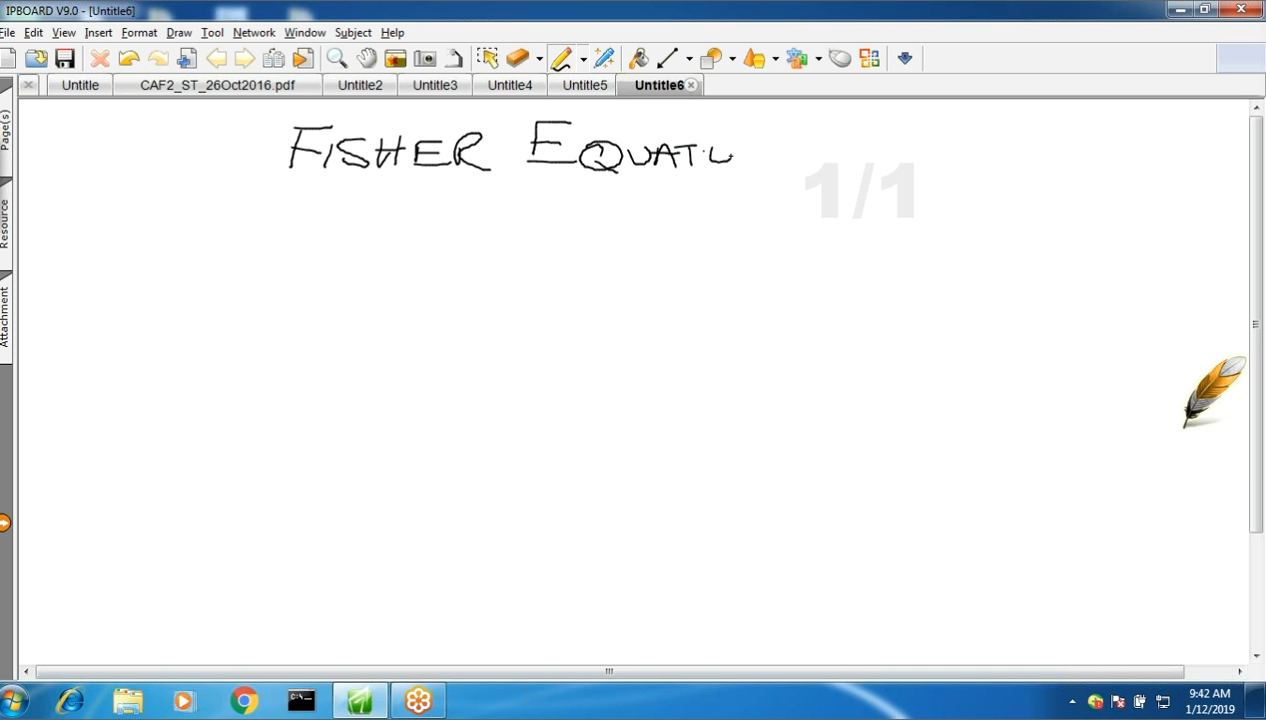 IPBOARD V9.0 - [Untitle6]
File Edit View Insert Format Draw Tool Network Window Subject Help
Untitle CAF2_ST_26Oct2016.pdf Untitle2 Untitle3 Untitle4 Untitle5 Untitle6
Page(s)
Resource
Attachment
FISHER EQUATI
1/1
9:42 AM
1/12/2019